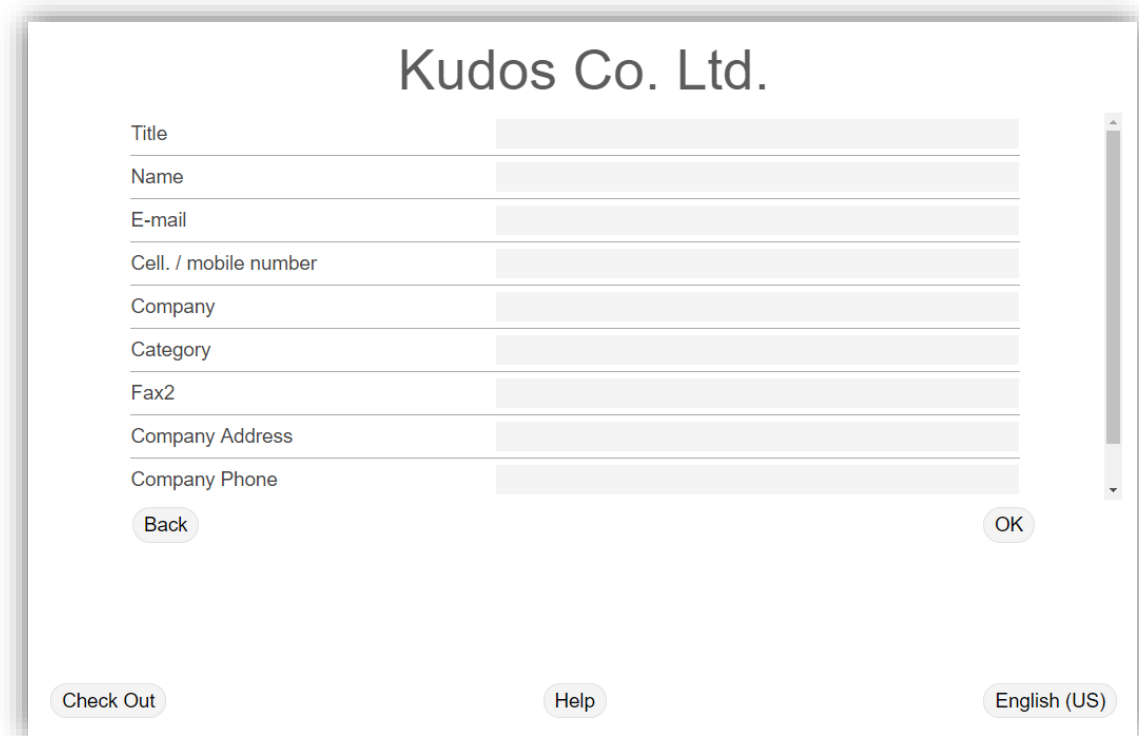 Kudos Co. Ltd.
Title
Name
E-mail
Cell. / mobile number
Company
Category
Fax2
Company Address
Company Phone
Back OK
Check Out Help English (US)